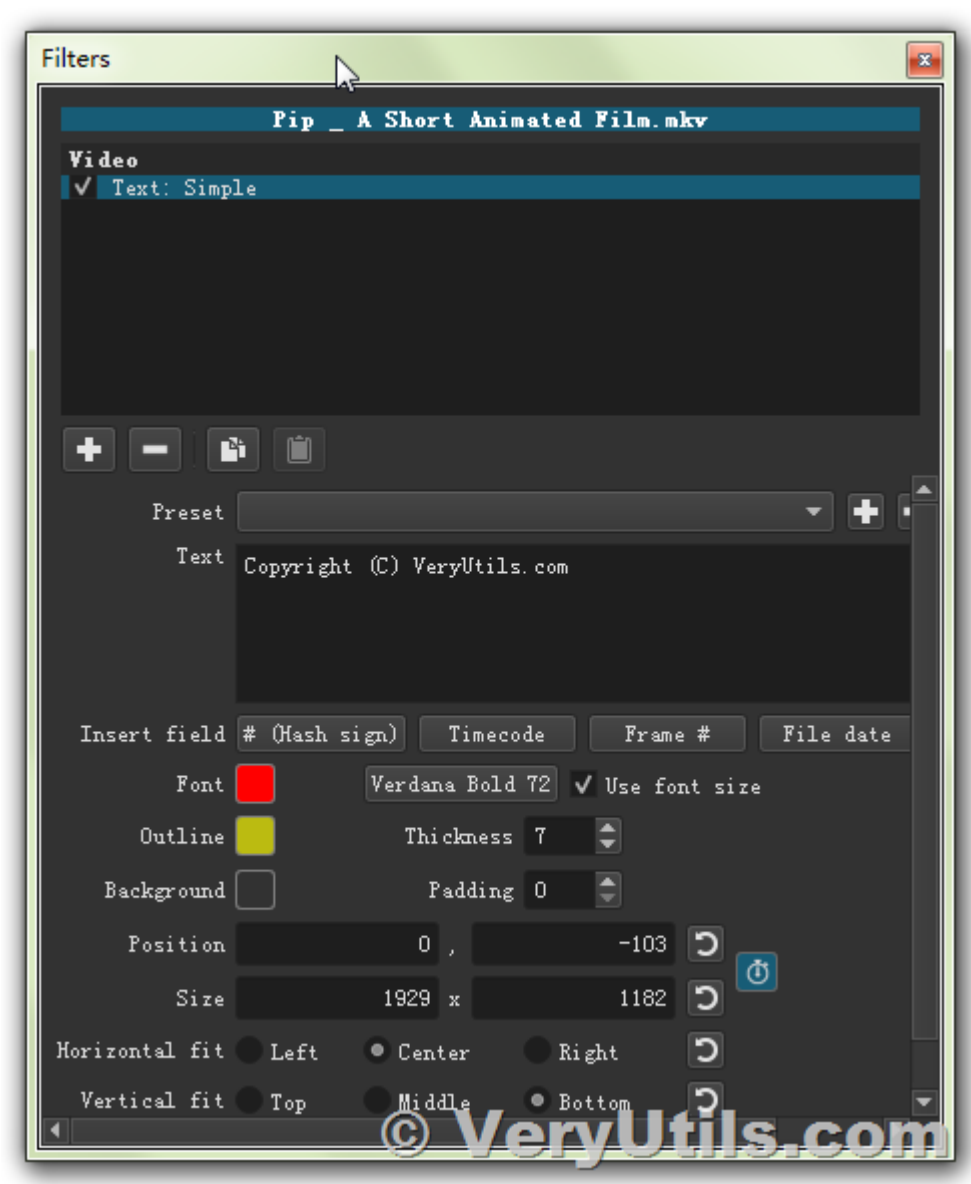 Filters
Pip _ A Short Animated Film.mkv
Video
Text: Simple
Preset
Text
Copyright (C) VeryUtils.com
Insert field # (Hash sign) Timecode Frame # File date
Font Verdana Bold 72 Use font size
Outline Thickness 7
Background Padding 0
Position 0 , -103
Size 1929 x 1182
Horizontal fit Left Center Right
Vertical fit Top Middle Bottom
© VeryUtils.com